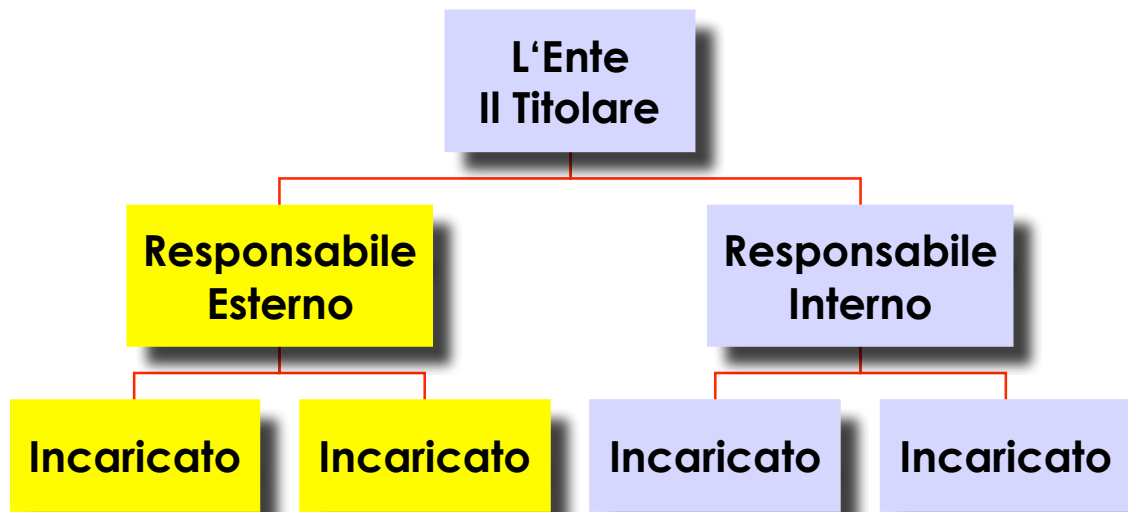 L‘Ente
Il Titolare
Responsabile
Esterno
Responsabile
Interno
Incaricato
Incaricato
Incaricato
Incaricato